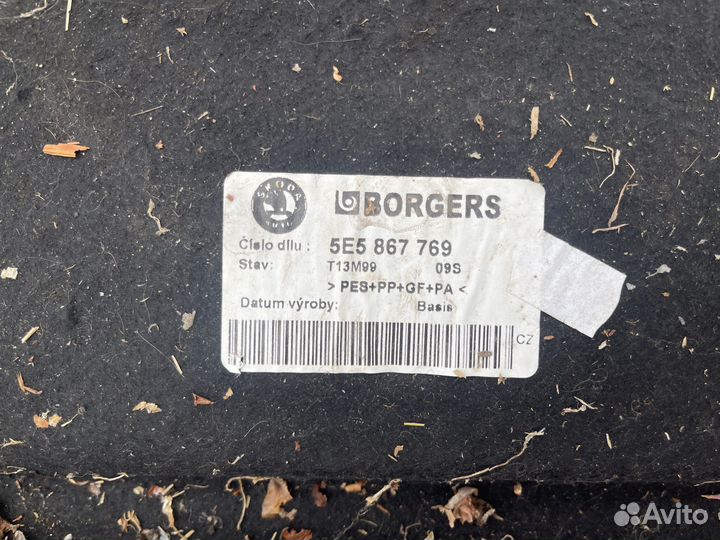 ŠKODA
AUTO
BORGERS
Číslo dílu : 5E5 867 769
Stav: T13M99 09S
> PES+PP+GF+PA <
Datum výroby: Basis
CZ
Avito